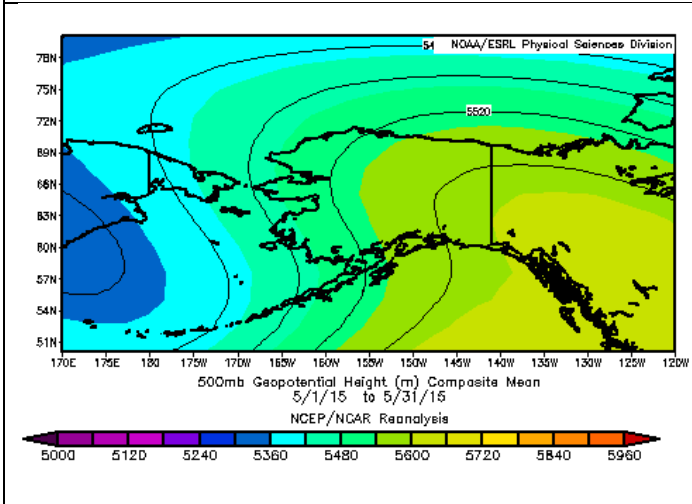 54 NOAA/ESRL Physical Sciences Division
78N
75N
5520
72N
69N
66N
63N
60N
57N
54N
51N
170E 175E 180 175W 170W 165W 160W 155W 150W 145W 140W 135W 130W 125W 120W
500mb Geopotential Height (m) Composite Mean
5/1/15 to 5/31/15
NCEP/NCAR Reanalysis
5000 5120 5240 5360 5480 5600 5720 5840 5960